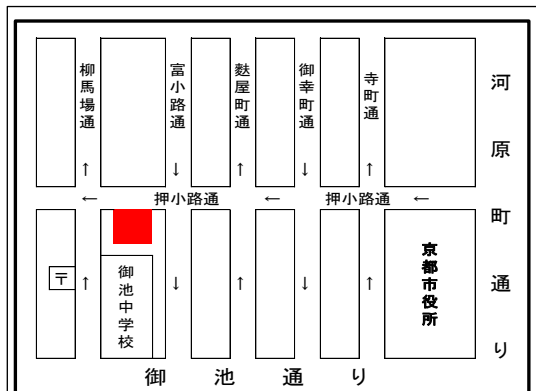 柳馬場通
富小路通
麩屋町通
御幸町通
寺町通
河原町通り
↑
↓
↑
↓
↑
←
押小路通
←
押小路通
←
〒
↑
御池中学校
↓
↑
↓
↑
京都市役所
御池通り